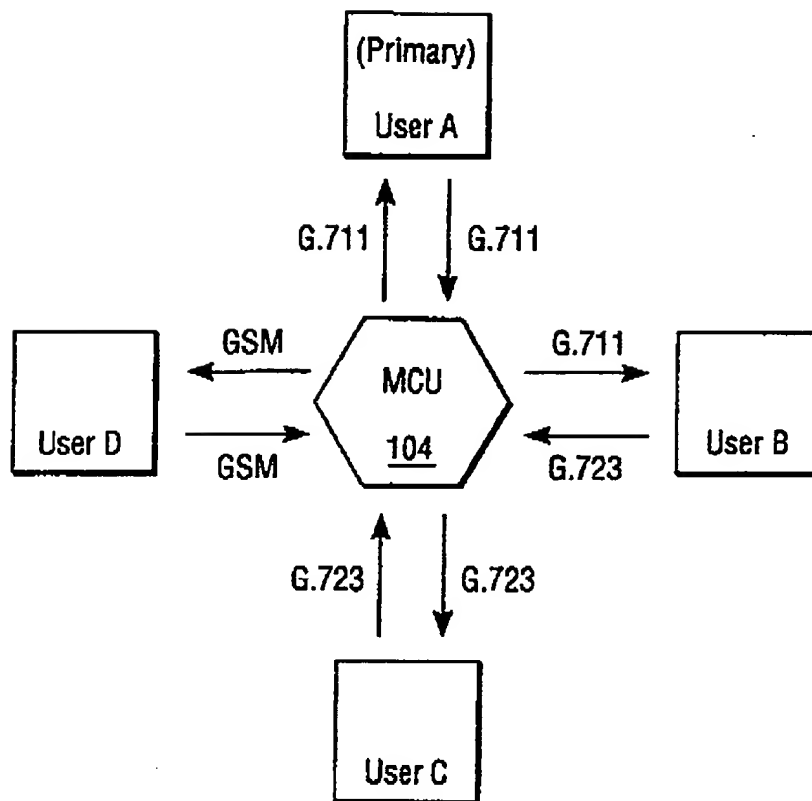 (Primary)
User A
G.711
G.711
GSM
G.711
MCU
User D
104
User B
GSM
G.723
G.723
G.723
User C